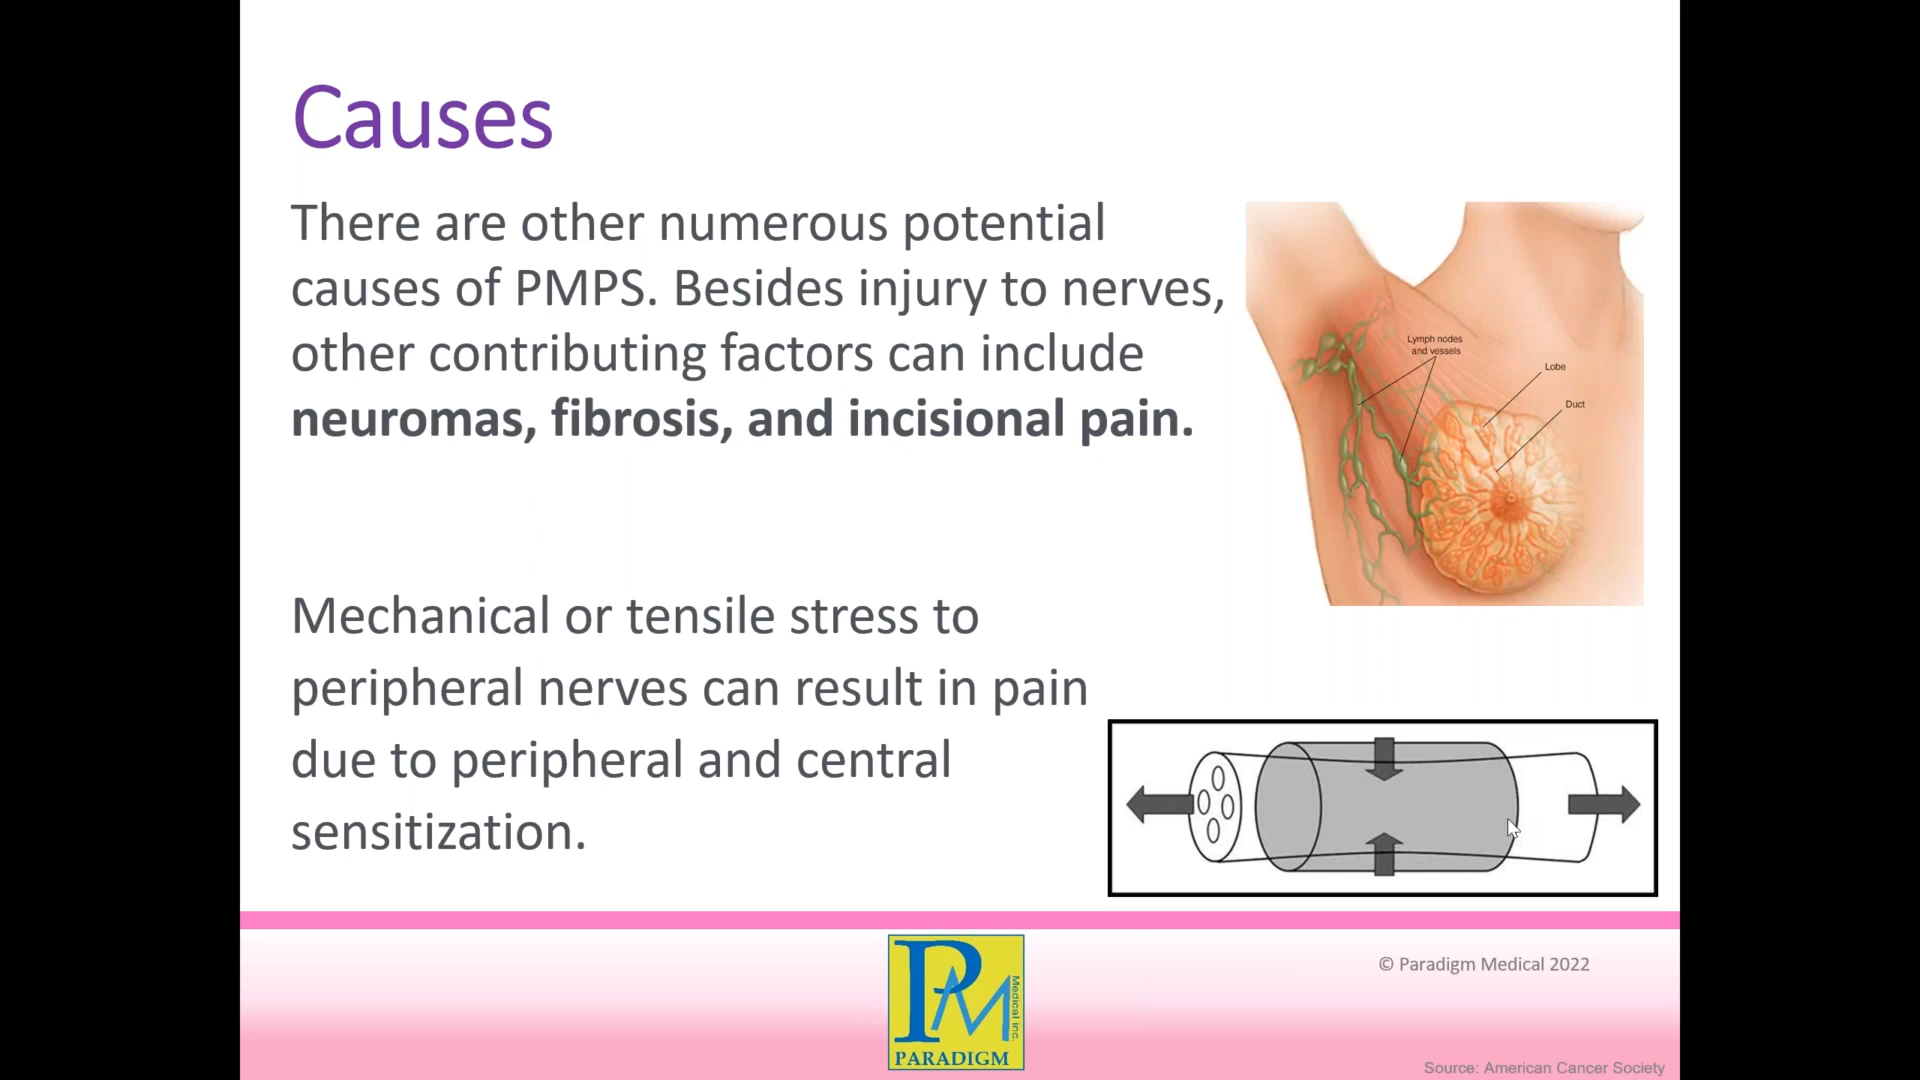 Causes
There are other numerous potential
causes of PMPS. Besides injury to nerves,
other contributing factors can include
neuromas, fibrosis, and incisional pain.
Lymph nodes
and vessels
Lobe
Duct
Mechanical or tensile stress to
peripheral nerves can result in pain
due to peripheral and central
sensitization.
PM
Medical inc.
PARADIGM
© Paradigm Medical 2022
Source: American Cancer Society